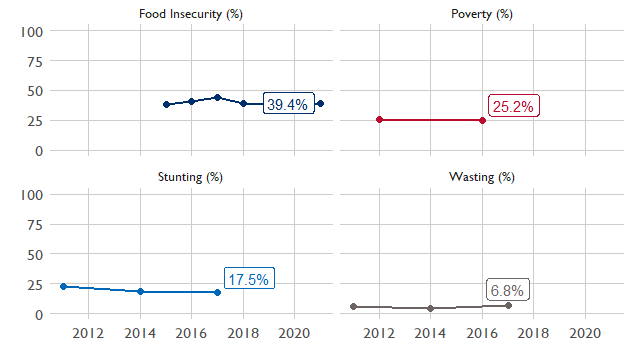 Food Insecurity (%)
Poverty (%)
100
75
50
25
0
39.4%
25.2%
Stunting (%)
Wasting (%)
100
75
50
25
0
17.5%
6.8%
2012 2014 2016 2018 2020
2012 2014 2016 2018 2020